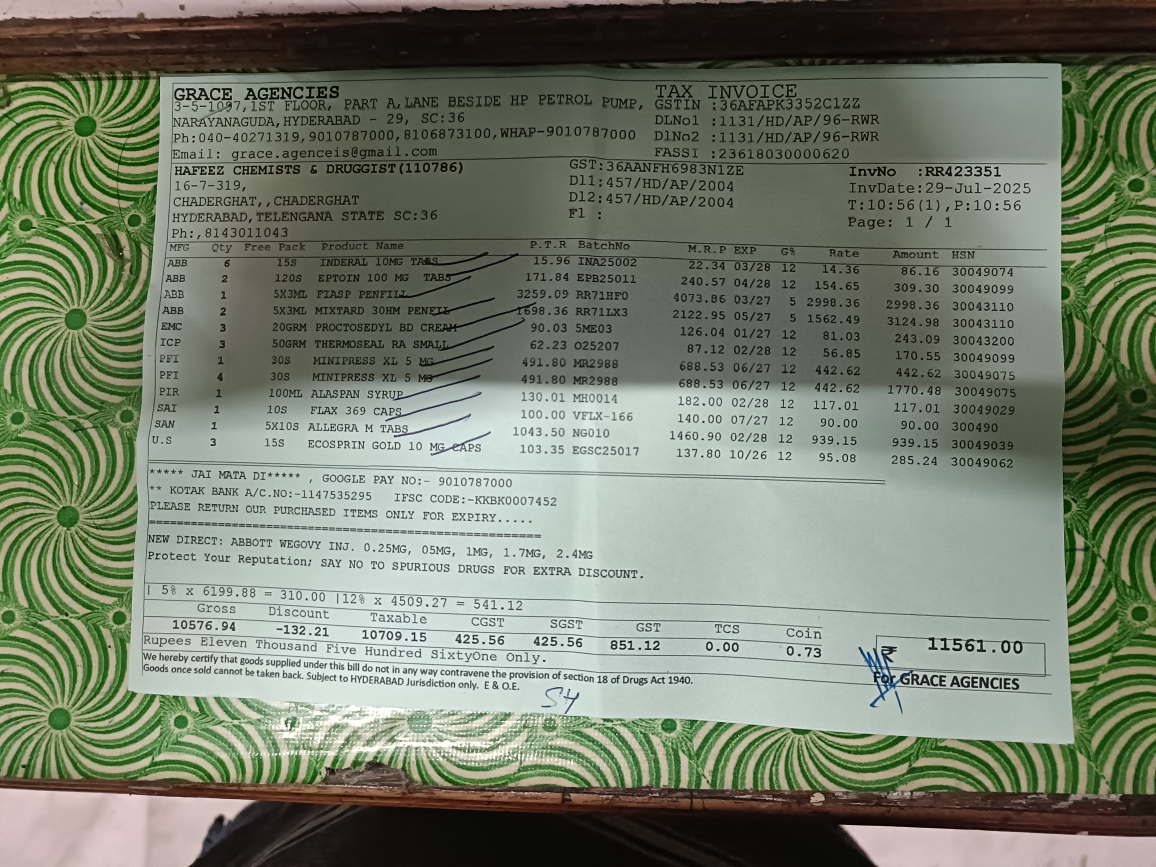 GRACE AGENCIES
TAX INVOICE
3-5-1097,1ST FLOOR, PART A,LANE BESIDE HP PETROL PUMP, GSTIN :36AFAPK3352C1ZZ
NARAYANAGUDA,HYDERABAD - 29, SC:36 DLNo1 :1131/HD/AP/96-RWR
Ph:040-40271319,9010787000,8106873100,WHAP-9010787000 DlNo2 :1131/HD/AP/96-RWR
Email: grace.agenceis@gmail.com FASSI :23618030000620
HAFEEZ CHEMISTS & DRUGGIST(110786) GST:36AANFH6983N1ZE InvNo :RR423351
16-7-319, Dl1:457/HD/AP/2004 InvDate:29-Jul-2025
CHADERGHAT,,CHADERGHAT Dl2:457/HD/AP/2004 T:10:56(1),P:10:56
HYDERABAD,TELENGANA STATE SC:36 Fl : Page: 1 / 1
Ph:,8143011043
MFG Qty Free Pack Product Name P.T.R BatchNo M.R.P EXP G% Rate Amount HSN
ABB 6 15S INDERAL 10MG TABS 15.96 INA25002 22.34 03/28 12 14.36 86.16 30049074
ABB 2 120S EPTOIN 100 MG TABS 171.84 EPB25011 240.57 04/28 12 154.65 309.30 30049099
ABB 1 5X3ML FIASP PENFILL 3259.09 RR71HF0 4073.86 03/27 5 2998.36 2998.36 30043110
ABB 2 5X3ML MIXTARD 30HM PENFIL 1698.36 RR71LX3 2122.95 05/27 5 1562.49 3124.98 30043110
EMC 3 20GRM PROCTOSEDYL BD CREAM 90.03 5ME03 126.04 01/27 12 81.03 243.09 30043200
ICP 3 50GRM THERMOSEAL RA SMALL 62.23 O25207 87.12 02/28 12 56.85 170.55 30049099
PFI 1 30S MINIPRESS XL 5 MG 491.80 MR2988 688.53 06/27 12 442.62 442.62 30049075
PFI 4 30S MINIPRESS XL 5 MG 491.80 MR2988 688.53 06/27 12 442.62 1770.48 30049075
PIR 1 100ML ALASPAN SYRUP 130.01 MH0014 182.00 02/28 12 117.01 117.01 30049029
SAI 1 10S FLAX 369 CAPS 100.00 VFLX-166 140.00 07/27 12 90.00 90.00 300490
SAN 1 5X10S ALLEGRA M TABS 1043.50 NG010 1460.90 02/28 12 939.15 939.15 30049039
U.S 3 15S ECOSPRIN GOLD 10 MG CAPS 103.35 EGSC25017 137.80 10/26 12 95.08 285.24 30049062
***** JAI MATA DI***** , GOOGLE PAY NO:- 9010787000
** KOTAK BANK A/C.NO:-1147535295 IFSC CODE:-KKBK0007452
PLEASE RETURN OUR PURCHASED ITEMS ONLY FOR EXPIRY.....
NEW DIRECT: ABBOTT WEGOVY INJ. 0.25MG, 05MG, 1MG, 1.7MG, 2.4MG
Protect Your Reputation; SAY NO TO SPURIOUS DRUGS FOR EXTRA DISCOUNT.
| 5% x 6199.88 = 310.00 |12% x 4509.27 = 541.12
Gross Discount Taxable CGST SGST GST TCS Coin
10576.94 -132.21 10709.15 425.56 425.56 851.12 0.00 0.73 ₹ 11561.00
Rupees Eleven Thousand Five Hundred SixtyOne Only.
We hereby certify that goods supplied under this bill do not in any way contravene the provision of section 18 of Drugs Act 1940.
Goods once sold cannot be taken back. Subject to HYDERABAD Jurisdiction only. E & O.E.
For GRACE AGENCIES